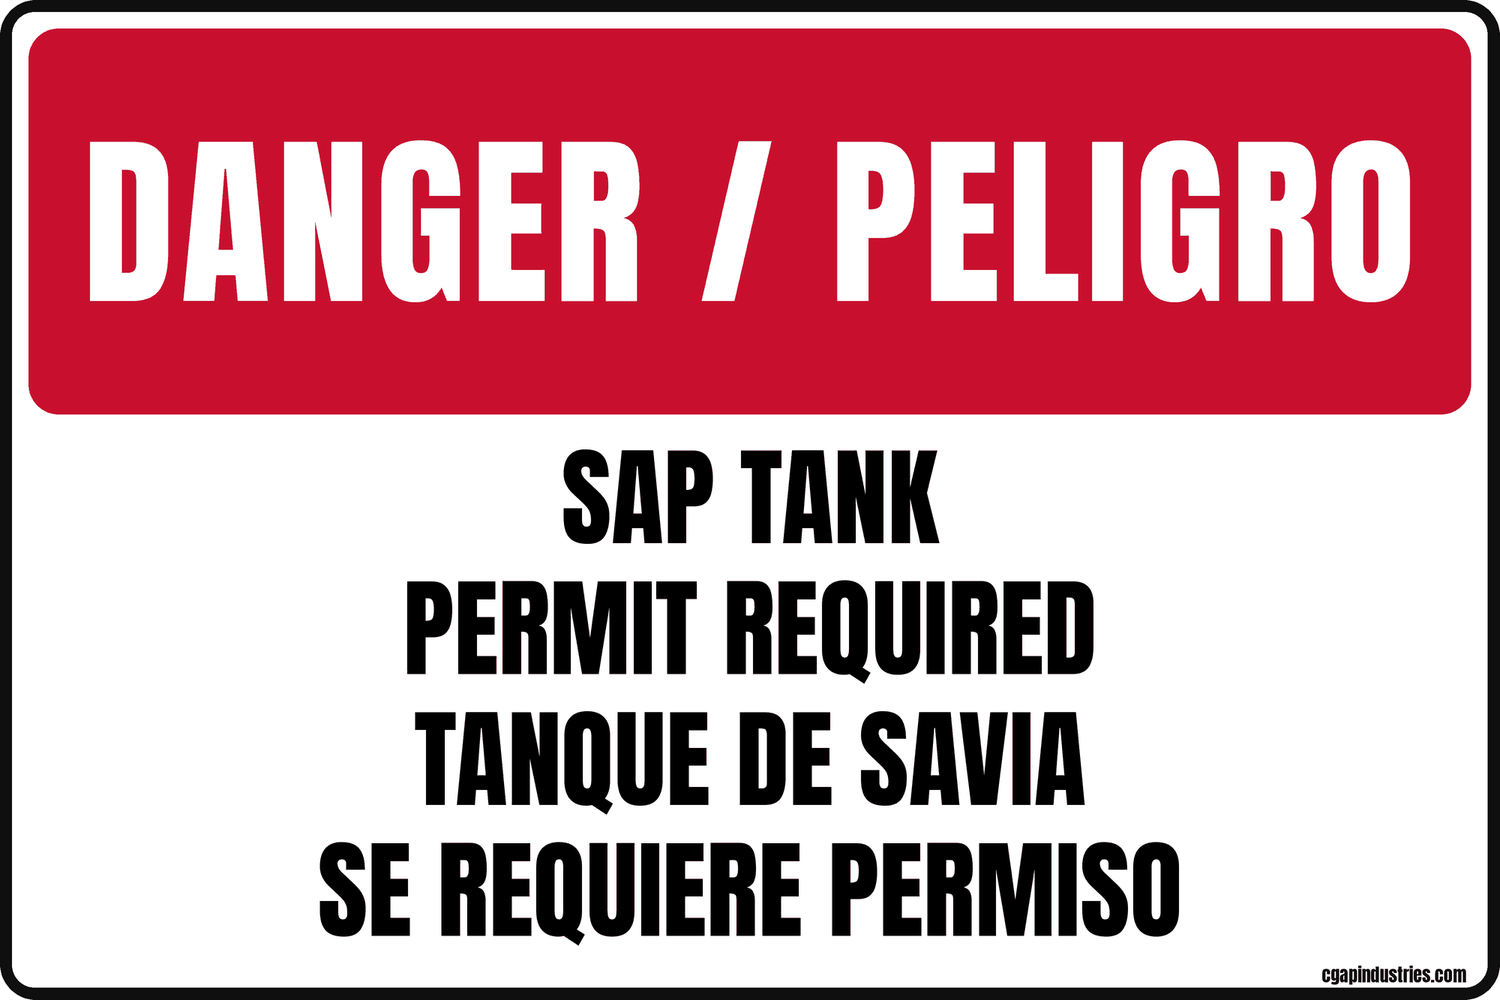 DANGER / PELIGRO
SAP TANK
PERMIT REQUIRED
TANQUE DE SAVIA
SE REQUIERE PERMISO
cgapindustries.com